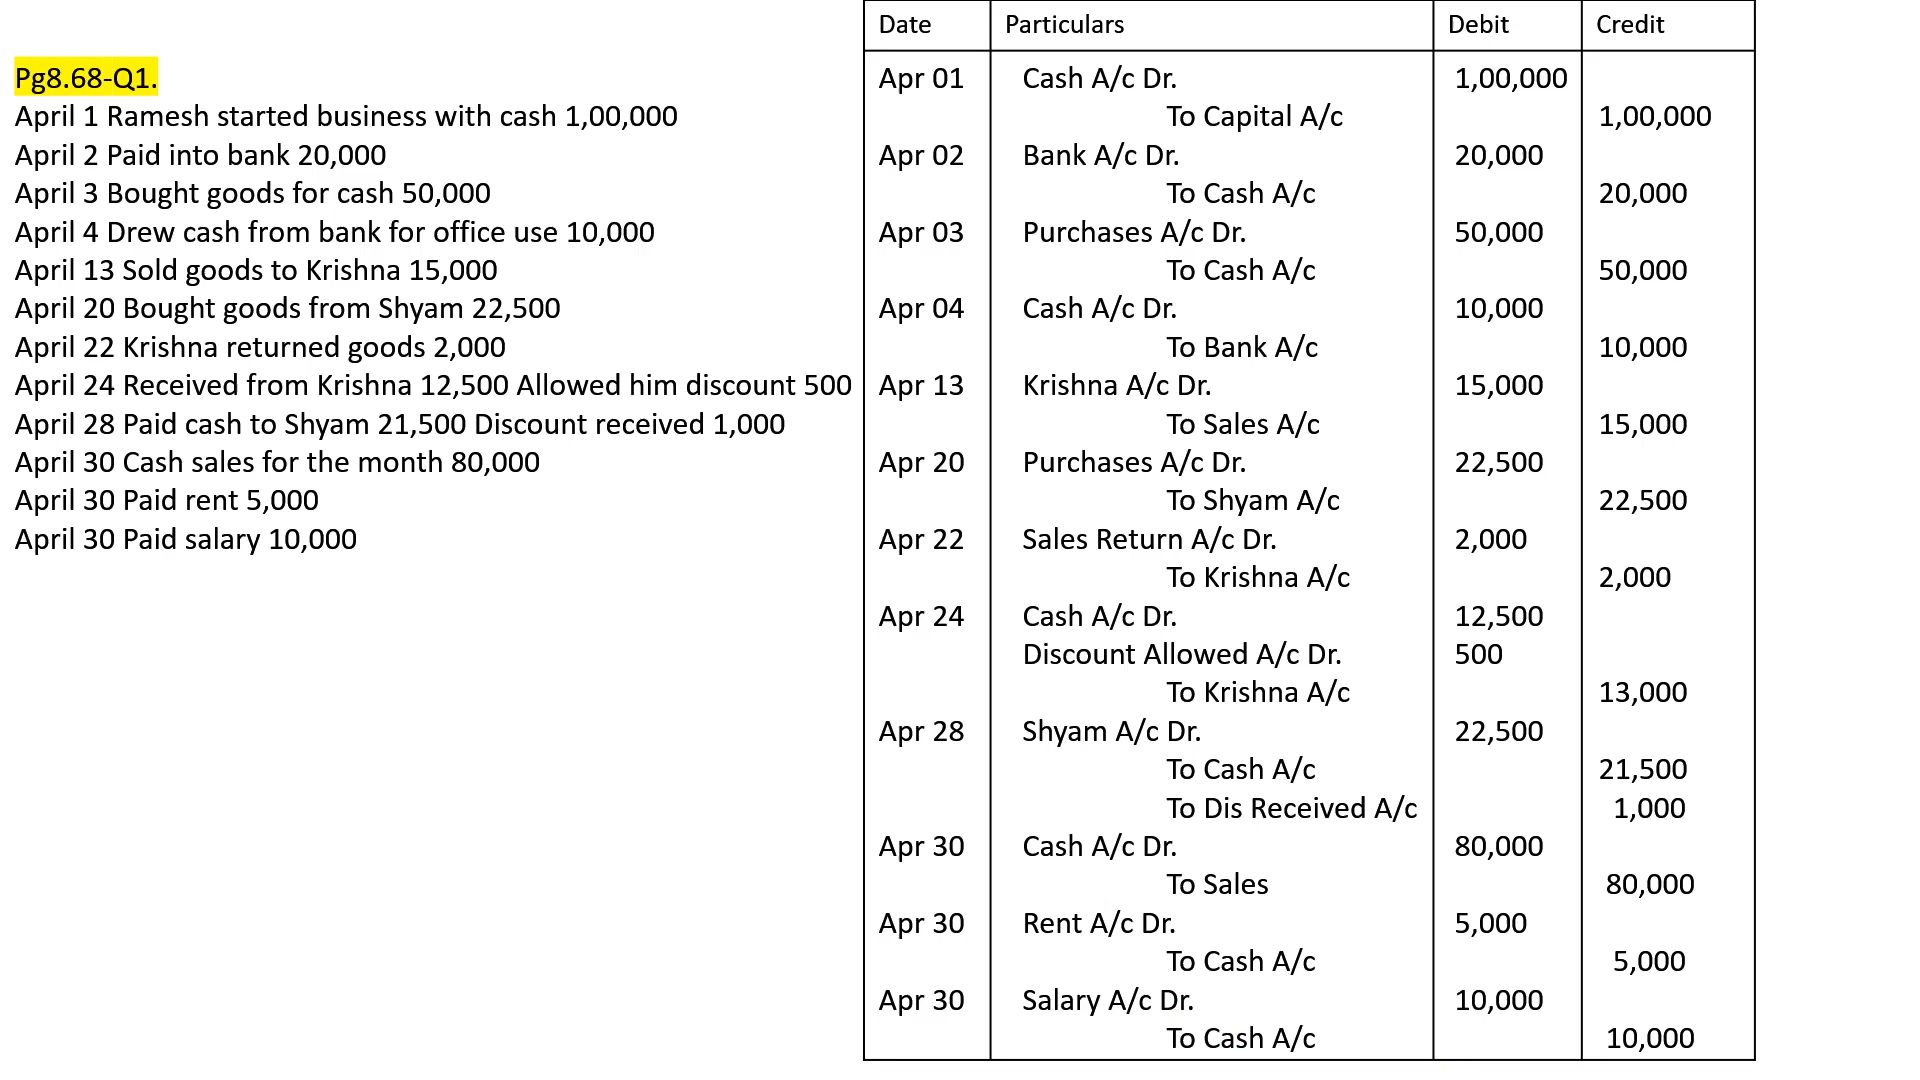 Pg8.68-Q1.
April 1 Ramesh started business with cash 1,00,000
April 2 Paid into bank 20,000
April 3 Bought goods for cash 50,000
April 4 Drew cash from bank for office use 10,000
April 13 Sold goods to Krishna 15,000
April 20 Bought goods from Shyam 22,500
April 22 Krishna returned goods 2,000
April 24 Received from Krishna 12,500 Allowed him discount 500
April 28 Paid cash to Shyam 21,500 Discount received 1,000
April 30 Cash sales for the month 80,000
April 30 Paid rent 5,000
April 30 Paid salary 10,000
Date Particulars Debit Credit
Apr 01 Cash A/c Dr. 1,00,000
To Capital A/c 1,00,000
Apr 02 Bank A/c Dr. 20,000
To Cash A/c 20,000
Apr 03 Purchases A/c Dr. 50,000
To Cash A/c 50,000
Apr 04 Cash A/c Dr. 10,000
To Bank A/c 10,000
Apr 13 Krishna A/c Dr. 15,000
To Sales A/c 15,000
Apr 20 Purchases A/c Dr. 22,500
To Shyam A/c 22,500
Apr 22 Sales Return A/c Dr. 2,000
To Krishna A/c 2,000
Apr 24 Cash A/c Dr. 12,500
Discount Allowed A/c Dr. 500
To Krishna A/c 13,000
Apr 28 Shyam A/c Dr. 22,500
To Cash A/c 21,500
To Dis Received A/c 1,000
Apr 30 Cash A/c Dr. 80,000
To Sales 80,000
Apr 30 Rent A/c Dr. 5,000
To Cash A/c 5,000
Apr 30 Salary A/c Dr. 10,000
To Cash A/c 10,000